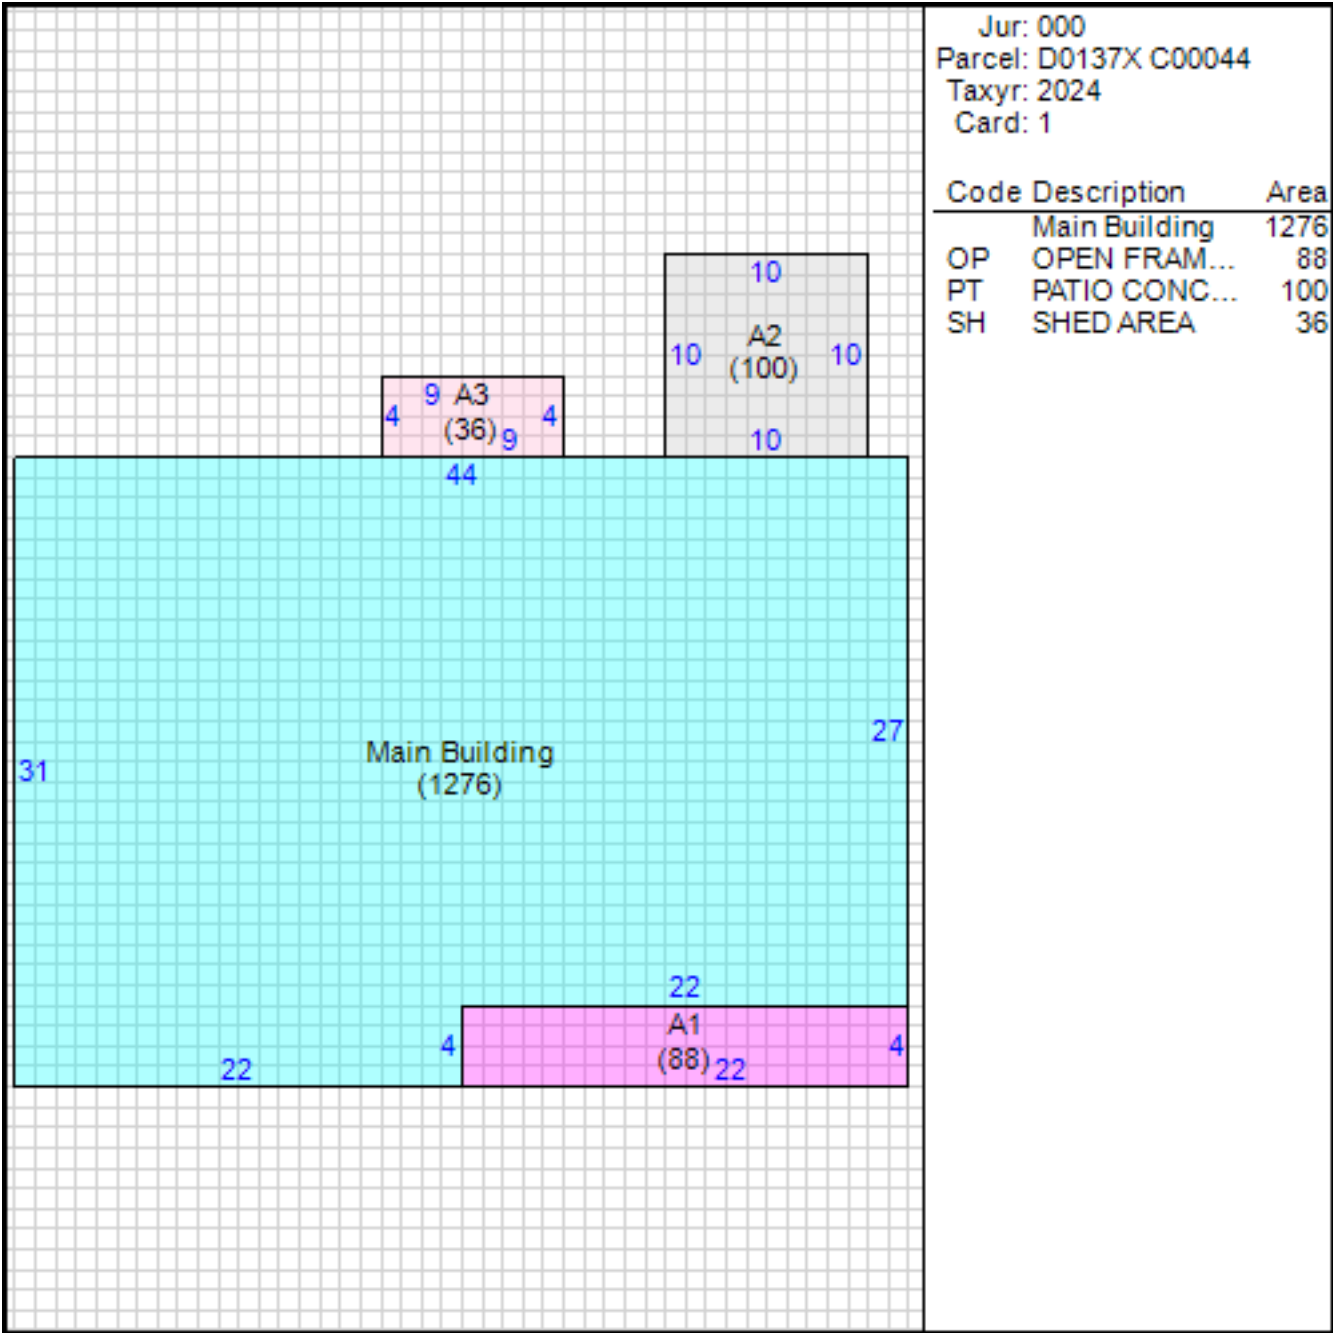 Jur: 000
Parcel: D0137X C00044
Taxyr: 2024
Card: 1
Code Description Area
Main Building 1276
OP OPEN FRAM... 88
PT PATIO CONC... 100
SH SHED AREA 36
10
A2
10 (100) 10
10
9 A3
4 (36) 4
9
44
27
31
Main Building
(1276)
22
A1
4 (88) 22 4
22